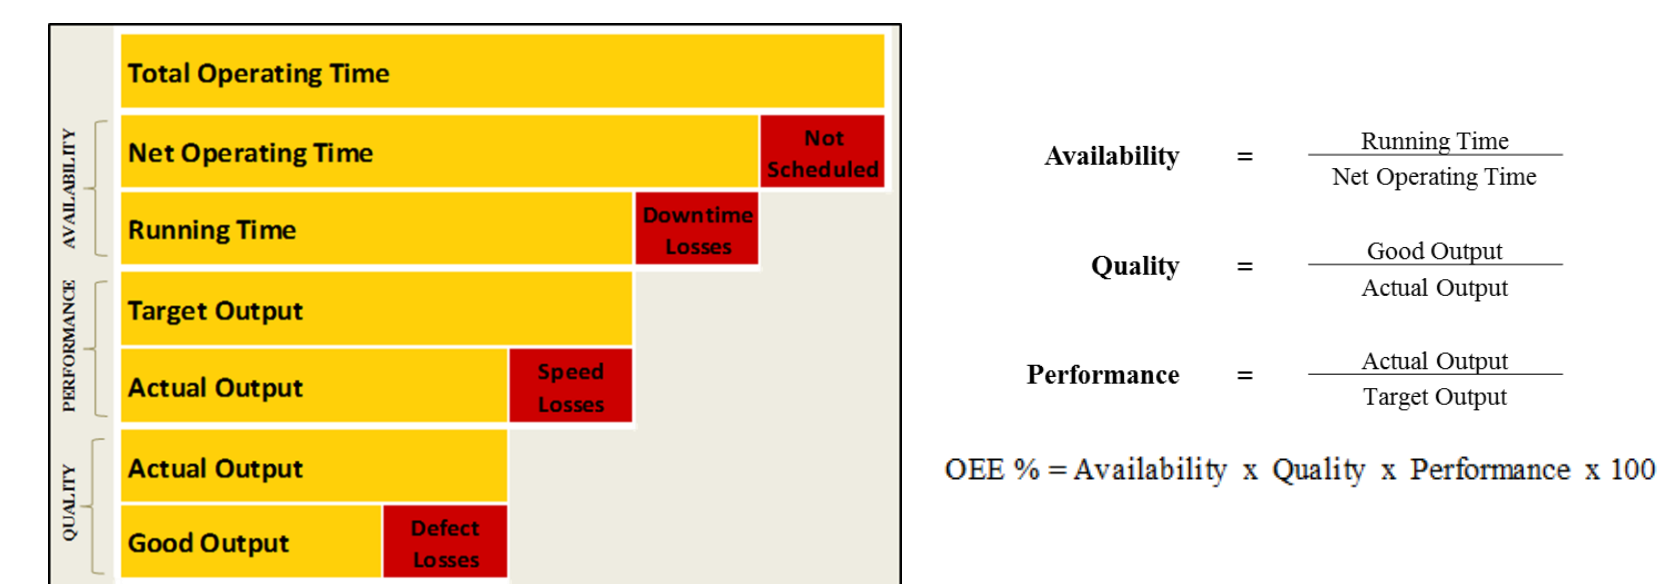 Total Operating Time
AVAILABILITY
Net Operating Time
Not
Scheduled
Running Time
Downtime
Losses
PERFORMANCE
Target Output
Actual Output
Speed
Losses
QUALITY
Actual Output
Good Output
Defect
Losses
Availability = Running Time
Net Operating Time
Quality = Good Output
Actual Output
Performance = Actual Output
Target Output
OEE % = Availability x Quality x Performance x 100